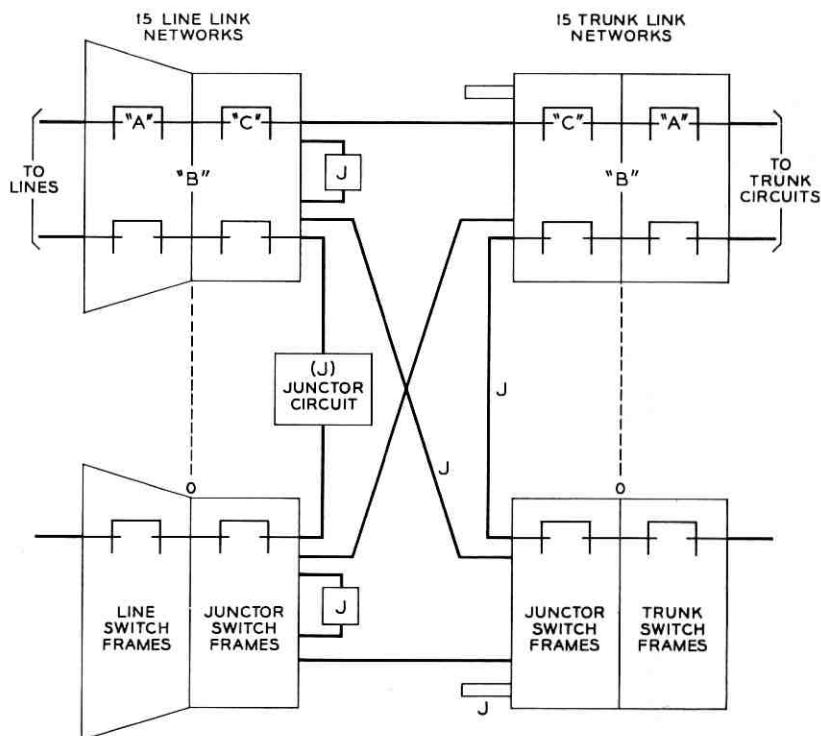 15 LINE LINK
NETWORKS
15 TRUNK LINK
NETWORKS
"A"
"C"
"C"
"A"
TO
LINES
"B"
J
"B"
TO
TRUNK
CIRCUITS
(J)
JUNCTOR
CIRCUIT
J
J
0
0
J
LINE
SWITCH
FRAMES
JUNCTOR
SWITCH
FRAMES
JUNCTOR
SWITCH
FRAMES
TRUNK
SWITCH
FRAMES
J